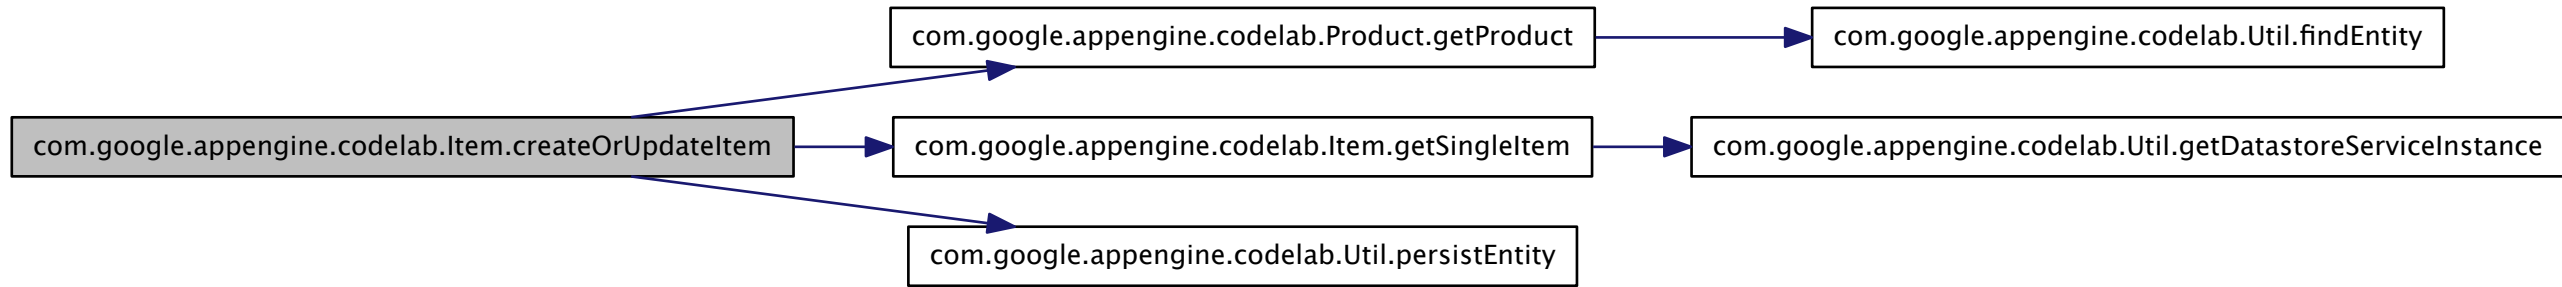 com.google.appengine.codelab.Product.getProduct
com.google.appengine.codelab.Util.findEntity
com.google.appengine.codelab.Item.createOrUpdateItem
com.google.appengine.codelab.Item.getSingleItem
com.google.appengine.codelab.Util.getDatastoreServiceInstance
com.google.appengine.codelab.Util.persistEntity